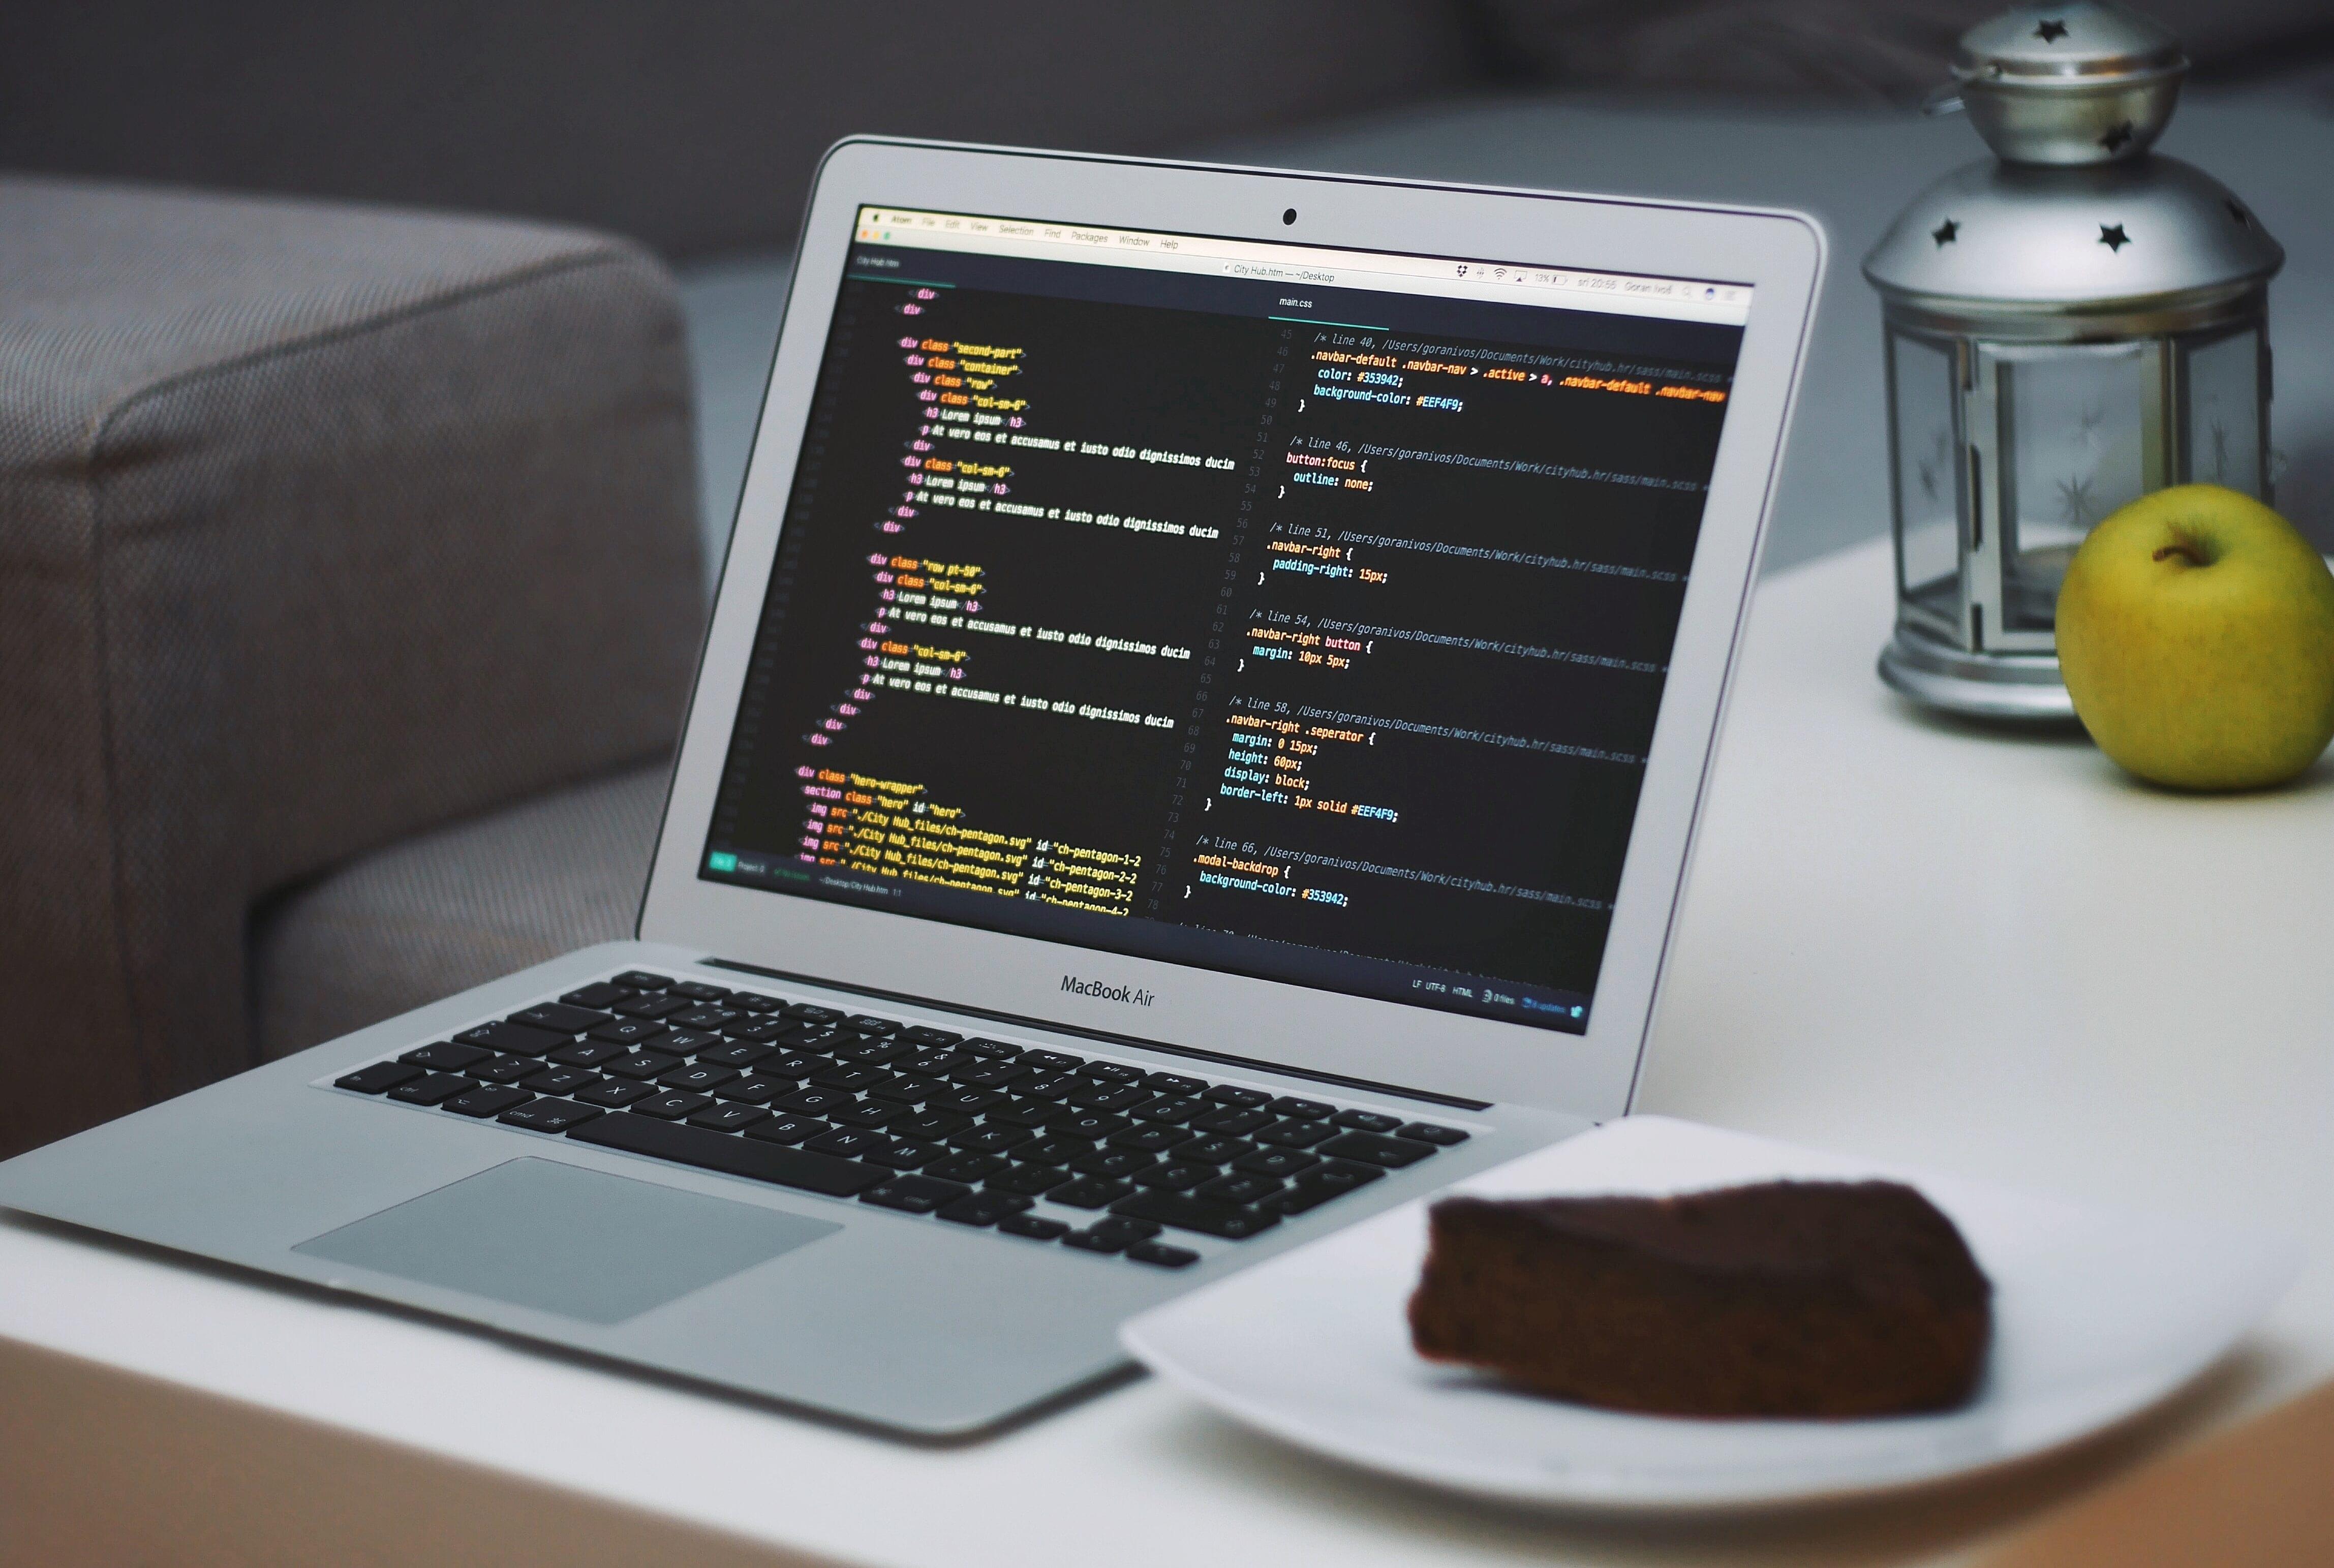 Atom File Edit View Selection Find Packages Window Help
13% sri 20:55 Goran Ivoš
City Hub.htm — ~/Desktop
City Hub.htm
div
div
div class="second-part"
div class="container"
div class="row"
div class="col-sm-6"
h3 Lorem ipsum /h3
p At vero eos et accusamus et iusto odio dignissimos ducim
div
div class="col-sm-6"
h3 Lorem ipsum /h3
p At vero eos et accusamus et iusto odio dignissimos ducim
div
div
div class="row pt-50"
div class="col-sm-6"
h3 Lorem ipsum /h3
p At vero eos et accusamus et iusto odio dignissimos ducim
div
div class="col-sm-6"
h3 Lorem ipsum /h3
p At vero eos et accusamus et iusto odio dignissimos ducim
div
div
div
div
div class="hero-wrapper"
section class="hero" id="hero"
img src="./City Hub_files/ch-pentagon.svg" id="ch-pentagon-1-2
img src="./City Hub_files/ch-pentagon.svg" id="ch-pentagon-2-2
img src="./City Hub_files/ch-pentagon.svg" id="ch-pentagon-3-2
img src="./City Hub_files/ch-pentagon.svg" id="ch-pentagon-4-2
main.css
45 /* line 40, /Users/goranivos/Documents/Work/cityhub.hr/sass/main.scss *
46 .navbar-default .navbar-nav > .active > a, .navbar-default .navbar-nav
47 color: #353942;
48 background-color: #EEF4F9;
49 }
50
51 /* line 46, /Users/goranivos/Documents/Work/cityhub.hr/sass/main.scss *
52 button:focus {
53 outline: none;
54 }
55
56 /* line 51, /Users/goranivos/Documents/Work/cityhub.hr/sass/main.scss *
57 .navbar-right {
58 padding-right: 15px;
59 }
60
61 /* line 54, /Users/goranivos/Documents/Work/cityhub.hr/sass/main.scss *
62 .navbar-right button {
63 margin: 10px 5px;
64 }
65
66 /* line 58, /Users/goranivos/Documents/Work/cityhub.hr/sass/main.scss *
67 .navbar-right .seperator {
68 margin: 0 15px;
69 height: 60px;
70 display: block;
71 border-left: 1px solid #EEF4F9;
72 }
73
74 /* line 66, /Users/goranivos/Documents/Work/cityhub.hr/sass/main.scss *
75 .modal-backdrop {
76 background-color: #353942;
77 }
78
Project 0 ~/Desktop/City Hub.htm 1:1
LF UTF-8 HTML 0 files updates
MacBook Air
Q W E R T Y U I O P Š
A S D F G H J K L Č
Z X C V B N M
cmd
cmd